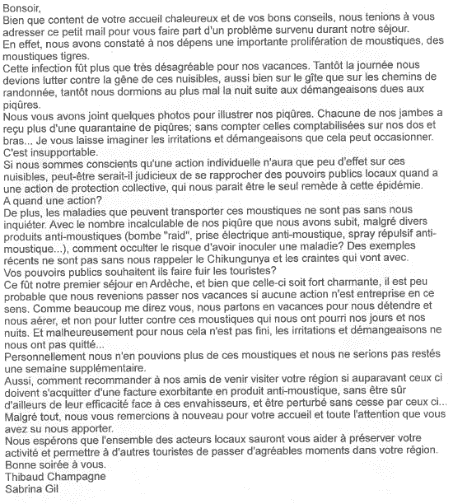 Bonsoir,
Bien que content de votre accueil chaleureux et de vos bons conseils, nous tenions à vous
adresser ce petit mail pour vous faire part d'un problème survenu durant notre séjour.
En effet, nous avons constaté à nos dépens une importante prolifération de moustiques, des
moustiques tigres.
Cette infection fût plus que très désagréable pour nos vacances. Tantôt la journée nous
devions lutter contre la gêne de ces nuisibles, aussi bien sur le gîte que sur les chemins de
randonnée, tantôt nous dormions au plus mal la nuit suite aux démangeaisons dues aux
piqûres.
Nous vous avons joint quelques photos pour illustrer nos piqûres. Chacune de nos jambes a
reçu plus d'une quarantaine de piqûres; sans compter celles comptabilisées sur nos dos et
bras... Je vous laisse imaginer les irritations et démangeaisons que cela peut occasionner.
C'est insupportable.
Si nous sommes conscients qu'une action individuelle n'aura que peu d'effet sur ces
nuisibles, peut-être serait-il judicieux de se rapprocher des pouvoirs publics locaux quand a
une action de protection collective, qui nous parait être le seul remède à cette épidémie.
A quand une action?
De plus, les maladies que peuvent transporter ces moustiques ne sont pas sans nous
inquiéter. Avec le nombre incalculable de nos piqûre que nous avons subit, malgré divers
produits anti-moustiques (bombe "raid", prise électrique anti-moustique, spray répulsif anti-
moustique...), comment occulter le risque d'avoir inoculer une maladie? Des exemples
récents ne sont pas sans nous rappeler le Chikungunya et les craintes qui vont avec.
Vos pouvoirs publics souhaitent ils faire fuir les touristes?
Ce fût notre premier séjour en Ardèche, et bien que celle-ci soit fort charmante, il est peu
probable que nous revenions passer nos vacances si aucune action n'est entreprise en ce
sens. Comme beaucoup me direz vous, nous partons en vacances pour nous détendre et
nous aérer, et non pour lutter contre ces moustiques qui nous ont pourri nos jours et nos
nuits. Et malheureusement pour nous cela n'est pas fini, les irritations et démangeaisons ne
nous ont pas quitté...
Personnellement nous n'en pouvions plus de ces moustiques et nous ne serions pas restés
une semaine supplémentaire.
Aussi, comment recommander à nos amis de venir visiter votre région si auparavant ceux ci
doivent s'acquitter d'une facture exorbitante en produit anti-moustique, sans être sûr
d'ailleurs de leur efficacité face à ces envahisseurs, et être perturbé sans cesse par ceux ci...
Malgré tout, nous vous remercions à nouveau pour votre accueil et toute l'attention que vous
avez su nous apporter.
Nous espérons que l'ensemble des acteurs locaux sauront vous aider à préserver votre
activité et permettre à d'autres touristes de passer d'agréables moments dans votre région.
Bonne soirée à vous.
Thibaud Champagne
Sabrina Gil